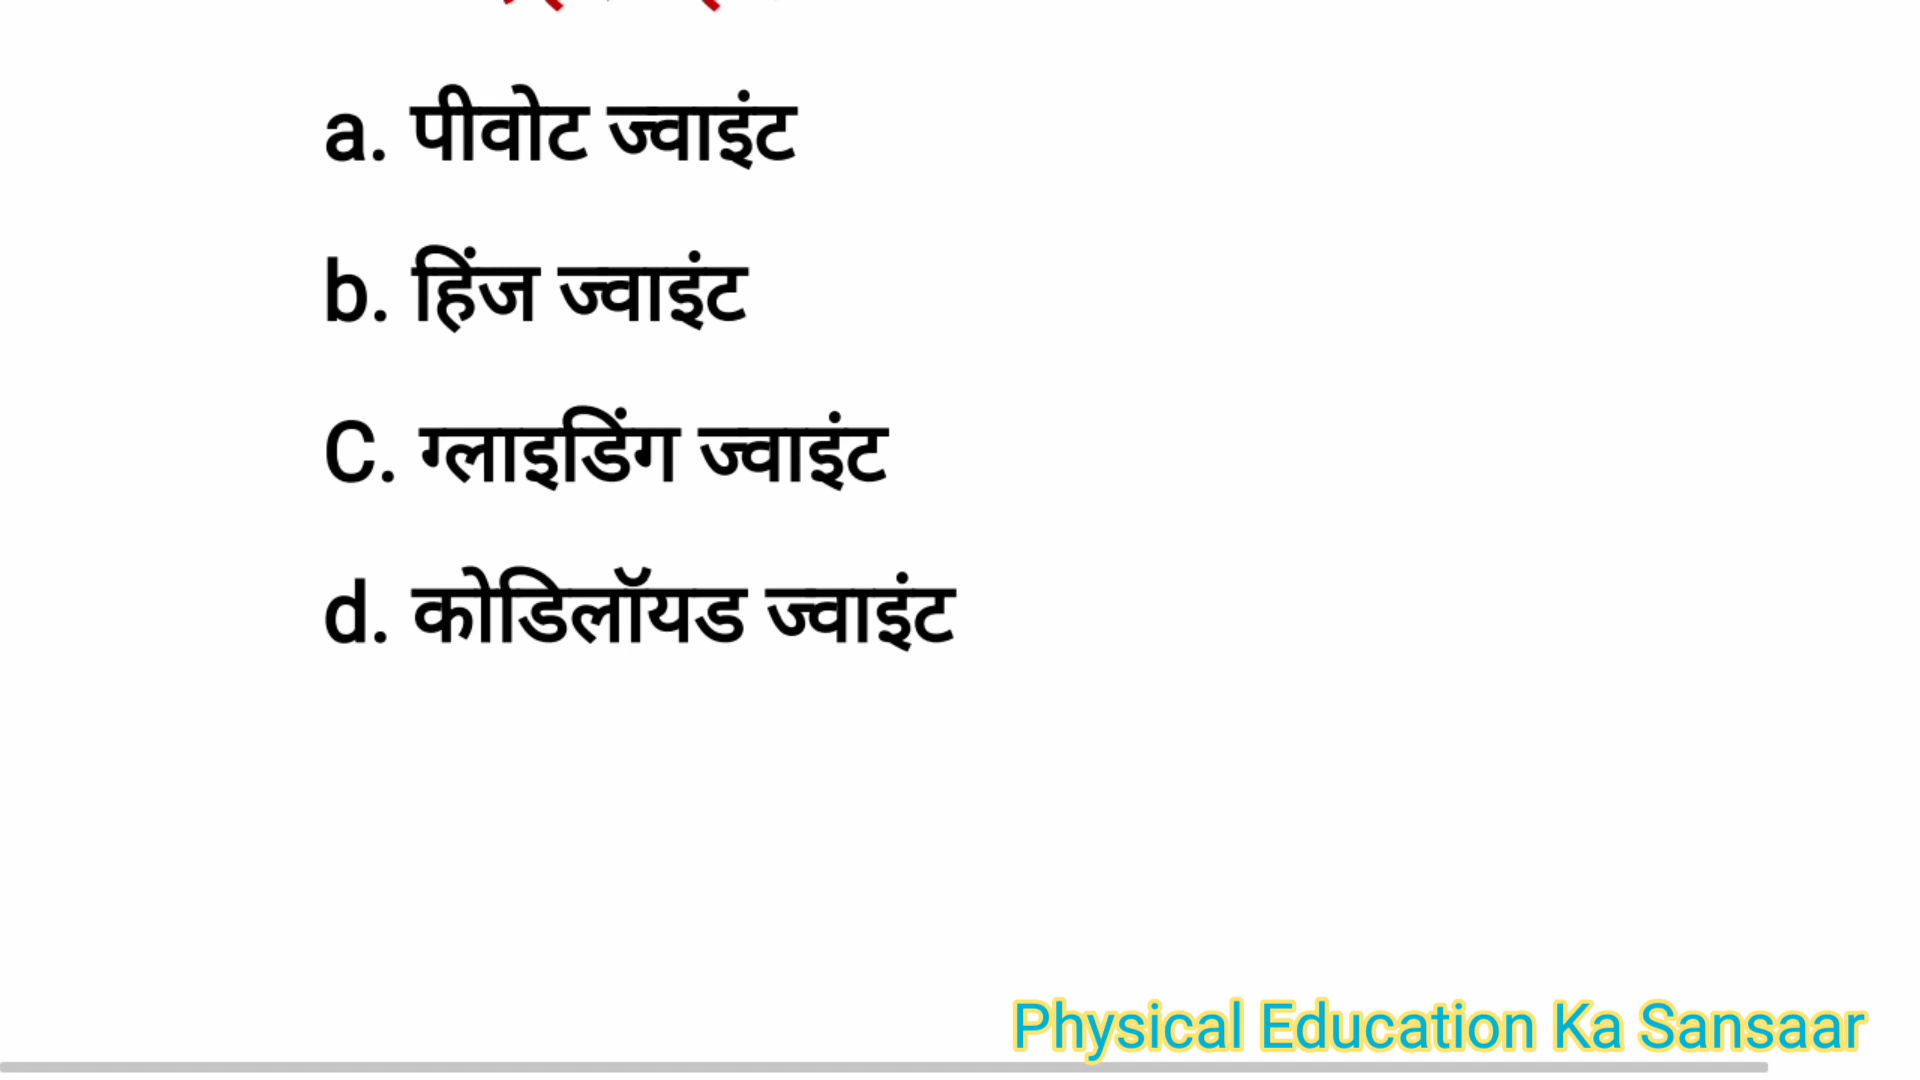 a. पीवोट ज्वाइंट
b. हिंज ज्वाइंट
C. ग्लाइडिंग ज्वाइंट
d. कोडिलॉयड ज्वाइंट
Physical Education Ka Sansaar